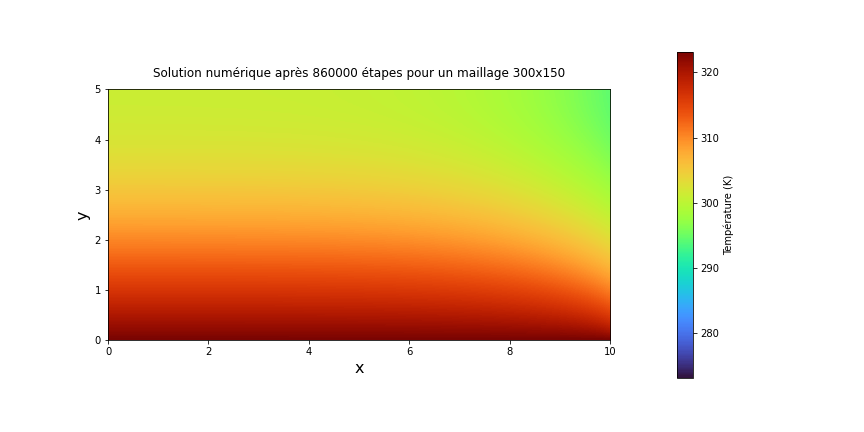 Solution numérique après 860000 étapes pour un maillage 300x150
5
4
3
2
1
0
y
0 2 4 6 8 10
x
320
310
300
290
280
Température (K)